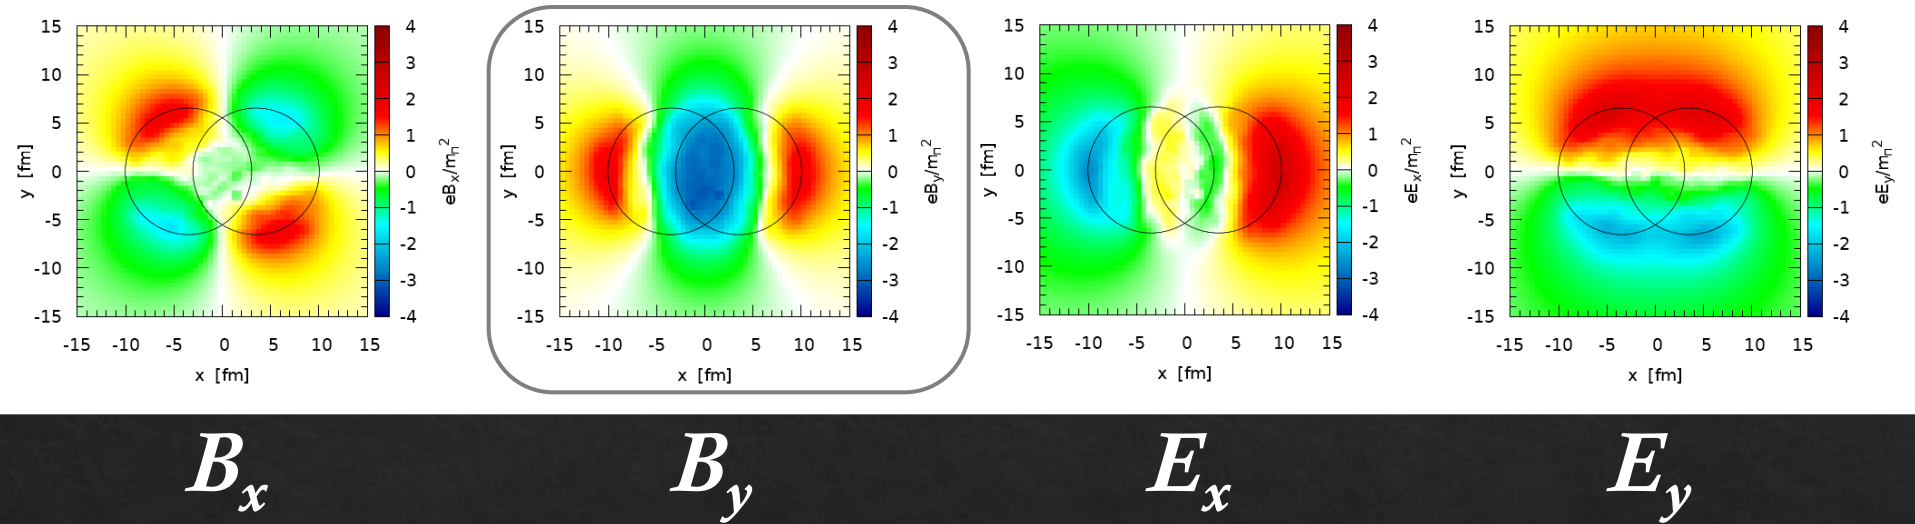 15 10 5 0 -5 -10 -15
y [fm]
-15 -10 -5 0 5 10 15
x [fm]
4 3 2 1 0 -1 -2 -3 -4
eBx/mπ²
15 10 5 0 -5 -10 -15
y [fm]
-15 -10 -5 0 5 10 15
x [fm]
4 3 2 1 0 -1 -2 -3 -4
eBy/mπ²
15 10 5 0 -5 -10 -15
y [fm]
-15 -10 -5 0 5 10 15
x [fm]
4 3 2 1 0 -1 -2 -3 -4
eEx/mπ²
15 10 5 0 -5 -10 -15
y [fm]
-15 -10 -5 0 5 10 15
x [fm]
4 3 2 1 0 -1 -2 -3 -4
eEy/mπ²
Bx By Ex Ey